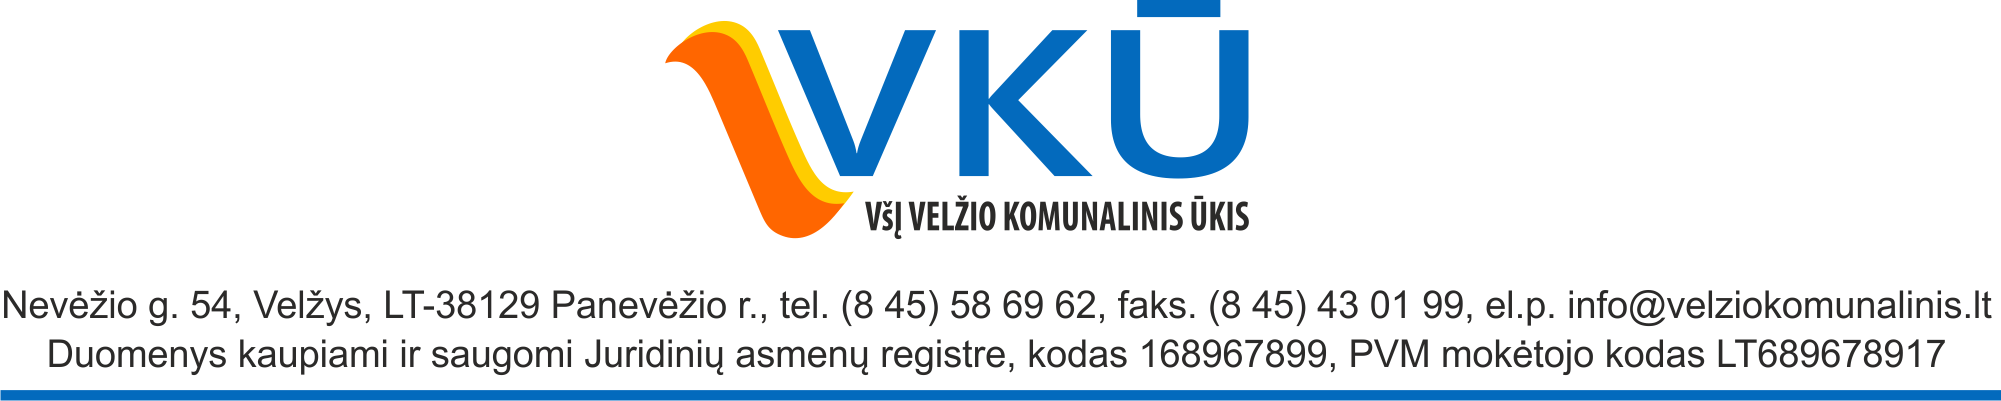 VKŪ
VšĮ VELŽIO KOMUNALINIS ŪKIS
Nevėžio g. 54, Velžys, LT-38129 Panevėžio r., tel. (8 45) 58 69 62, faks. (8 45) 43 01 99, el.p. info@velziokomunalinis.lt
Duomenys kaupiami ir saugomi Juridinių asmenų registre, kodas 168967899, PVM mokėtojo kodas LT689678917